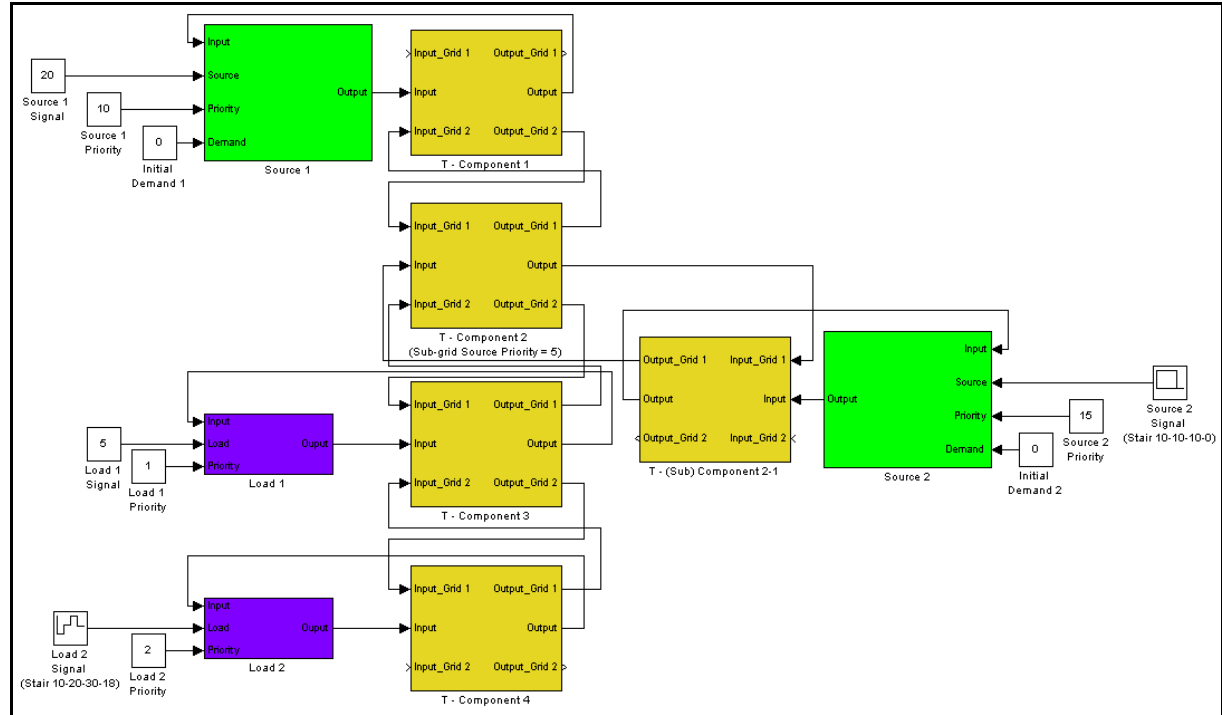 Input
Source
Priority
Demand
Output
Source 1
20
Source 1
Signal
10
Source 1
Priority
0
Initial
Demand 1
Input_Grid 1
Output_Grid 1
Input
Output
Input_Grid 2
Output_Grid 2
T - Component 1
Input_Grid 1
Output_Grid 1
Input
Output
Input_Grid 2
Output_Grid 2
T - Component 2
(Sub-grid Source Priority = 5)
Output_Grid 1
Input_Grid 1
Output
Input
Output_Grid 2
Input_Grid 2
T - (Sub) Component 2-1
Input
Source
Output
Priority
Demand
Source 2
Source 2
Signal
(Stair 10-10-10-0)
15
Source 2
Priority
0
Initial
Demand 2
5
Load 1
Signal
1
Load 1
Priority
Input
Load
Ouput
Priority
Load 1
Input_Grid 1
Output_Grid 1
Input
Output
Input_Grid 2
Output_Grid 2
T - Component 3
Load 2
Signal
(Stair 10-20-30-18)
2
Load 2
Priority
Input
Load
Ouput
Priority
Load 2
Input_Grid 1
Output_Grid 1
Input
Output
Input_Grid 2
Output_Grid 2
T - Component 4